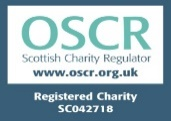 OSCR
Scottish Charity Regulator
www.oscr.org.uk
Registered Charity
SC042718